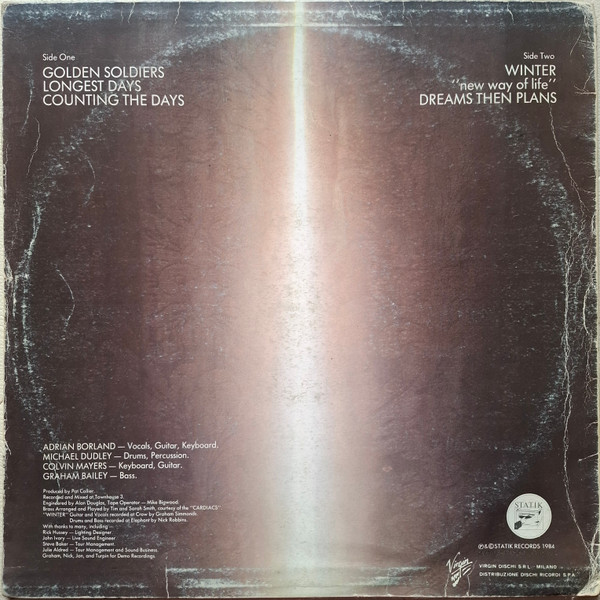 Side One
GOLDEN SOLDIERS
LONGEST DAYS
COUNTING THE DAYS
Side Two
WINTER
"new way of life"
DREAMS THEN PLANS
ADRIAN BORLAND — Vocals, Guitar, Keyboard.
MICHAEL DUDLEY — Drums, Percussion.
COLVIN MAYERS — Keyboard, Guitar.
GRAHAM BAILEY — Bass.
Produced by Pat Collier.
Recorded and Mixed at Townhouse 3.
Engineered by Alan Douglas, Tape Operator — Mike Bigwood.
Brass Arranged and Played by Tim and Sarah Smith, courtesy of the "CARDIACS"
"WINTER" Guitar and Vocals recorded at Crow by Graham
Drums and Bass recorded at Elephant by Nick Robbins.
With thanks to many, including —
Rick Hussey — Lighting Designer
John Ivory — Live Sound Engineer
Steve Baker — Tour Management
Julie Aldred — Tour Management and Sound Business
Graham, Nick, Jon, and Turpin for Demo Recordings.
STATIK
℗&©STATIK RECORDS 1984
Virgin
VIRGIN DISCHI S.R.L. - MILANO -
DISTRIBUZIONE DISCHI RICORDI S.P.A.